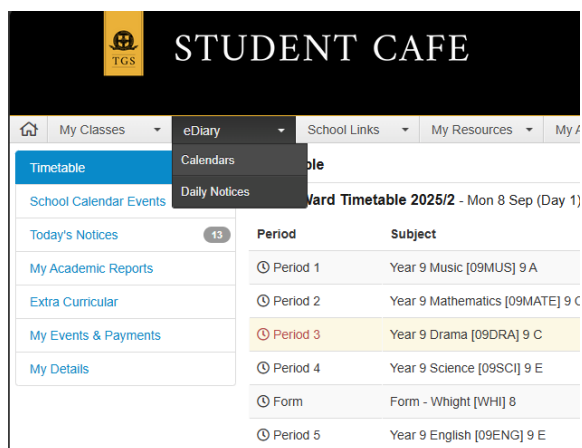 TGS
STUDENT CAFE
My Classes eDiary School Links My Resources My A
Calendars
Daily Notices
Timetable
School Calendar Events
Today's Notices 13
My Academic Reports
Extra Curricular
My Events & Payments
My Details
ble
Ward Timetable 2025/2 - Mon 8 Sep (Day 1)
Period Subject
Period 1 Year 9 Music [09MUS] 9 A
Period 2 Year 9 Mathematics [09MATE] 9 C
Period 3 Year 9 Drama [09DRA] 9 C
Period 4 Year 9 Science [09SCI] 9 E
Form Form - Whight [WHI] 8
Period 5 Year 9 English [09ENG] 9 E